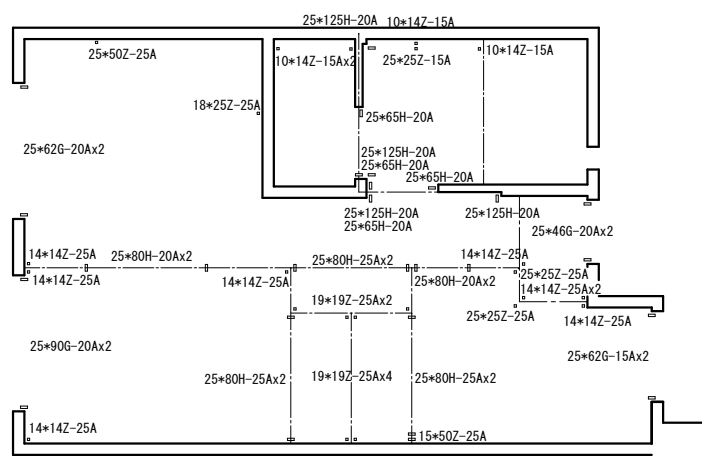 25*125H-20A
10*14Z-15A
25*50Z-25A
10*14Z-15Ax2
25*25Z-15A
10*14Z-15A
18*25Z-25A
25*65H-20A
25*62G-20Ax2
25*125H-20A
25*65H-20A
25*65H-20A
25*125H-20A
25*125H-20A
25*65H-20A
25*46G-20Ax2
14*14Z-25A
25*80H-20Ax2
25*80H-25Ax2
14*14Z-25A
14*14Z-25A
14*14Z-25A
25*80H-20Ax2
25*25Z-25A
14*14Z-25Ax2
19*19Z-25Ax2
25*25Z-25A
14*14Z-25A
25*90G-20Ax2
25*62G-15Ax2
25*80H-25Ax2
19*19Z-25Ax4
25*80H-25Ax2
14*14Z-25A
15*50Z-25A